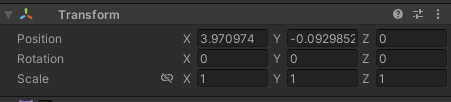 Transform
Position X 3.970974 Y -0.0929852 Z 0
Rotation X 0 Y 0 Z 0
Scale X 1 Y 1 Z 1